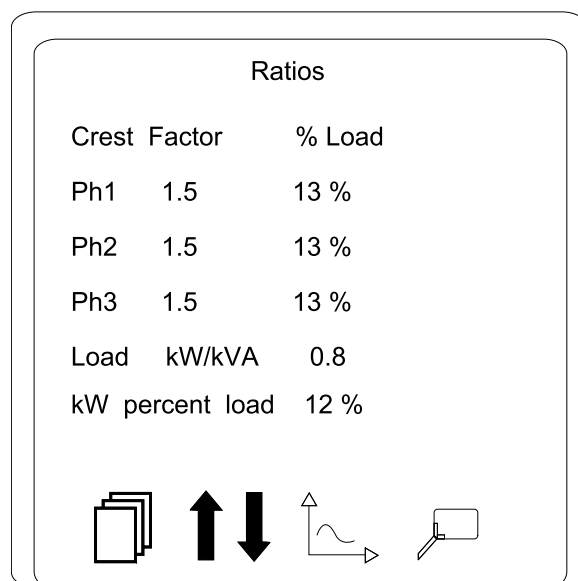 Ratios
Crest Factor % Load
Ph1 1.5 13 %
Ph2 1.5 13 %
Ph3 1.5 13 %
Load kW/kVA 0.8
kW percent load 12 %